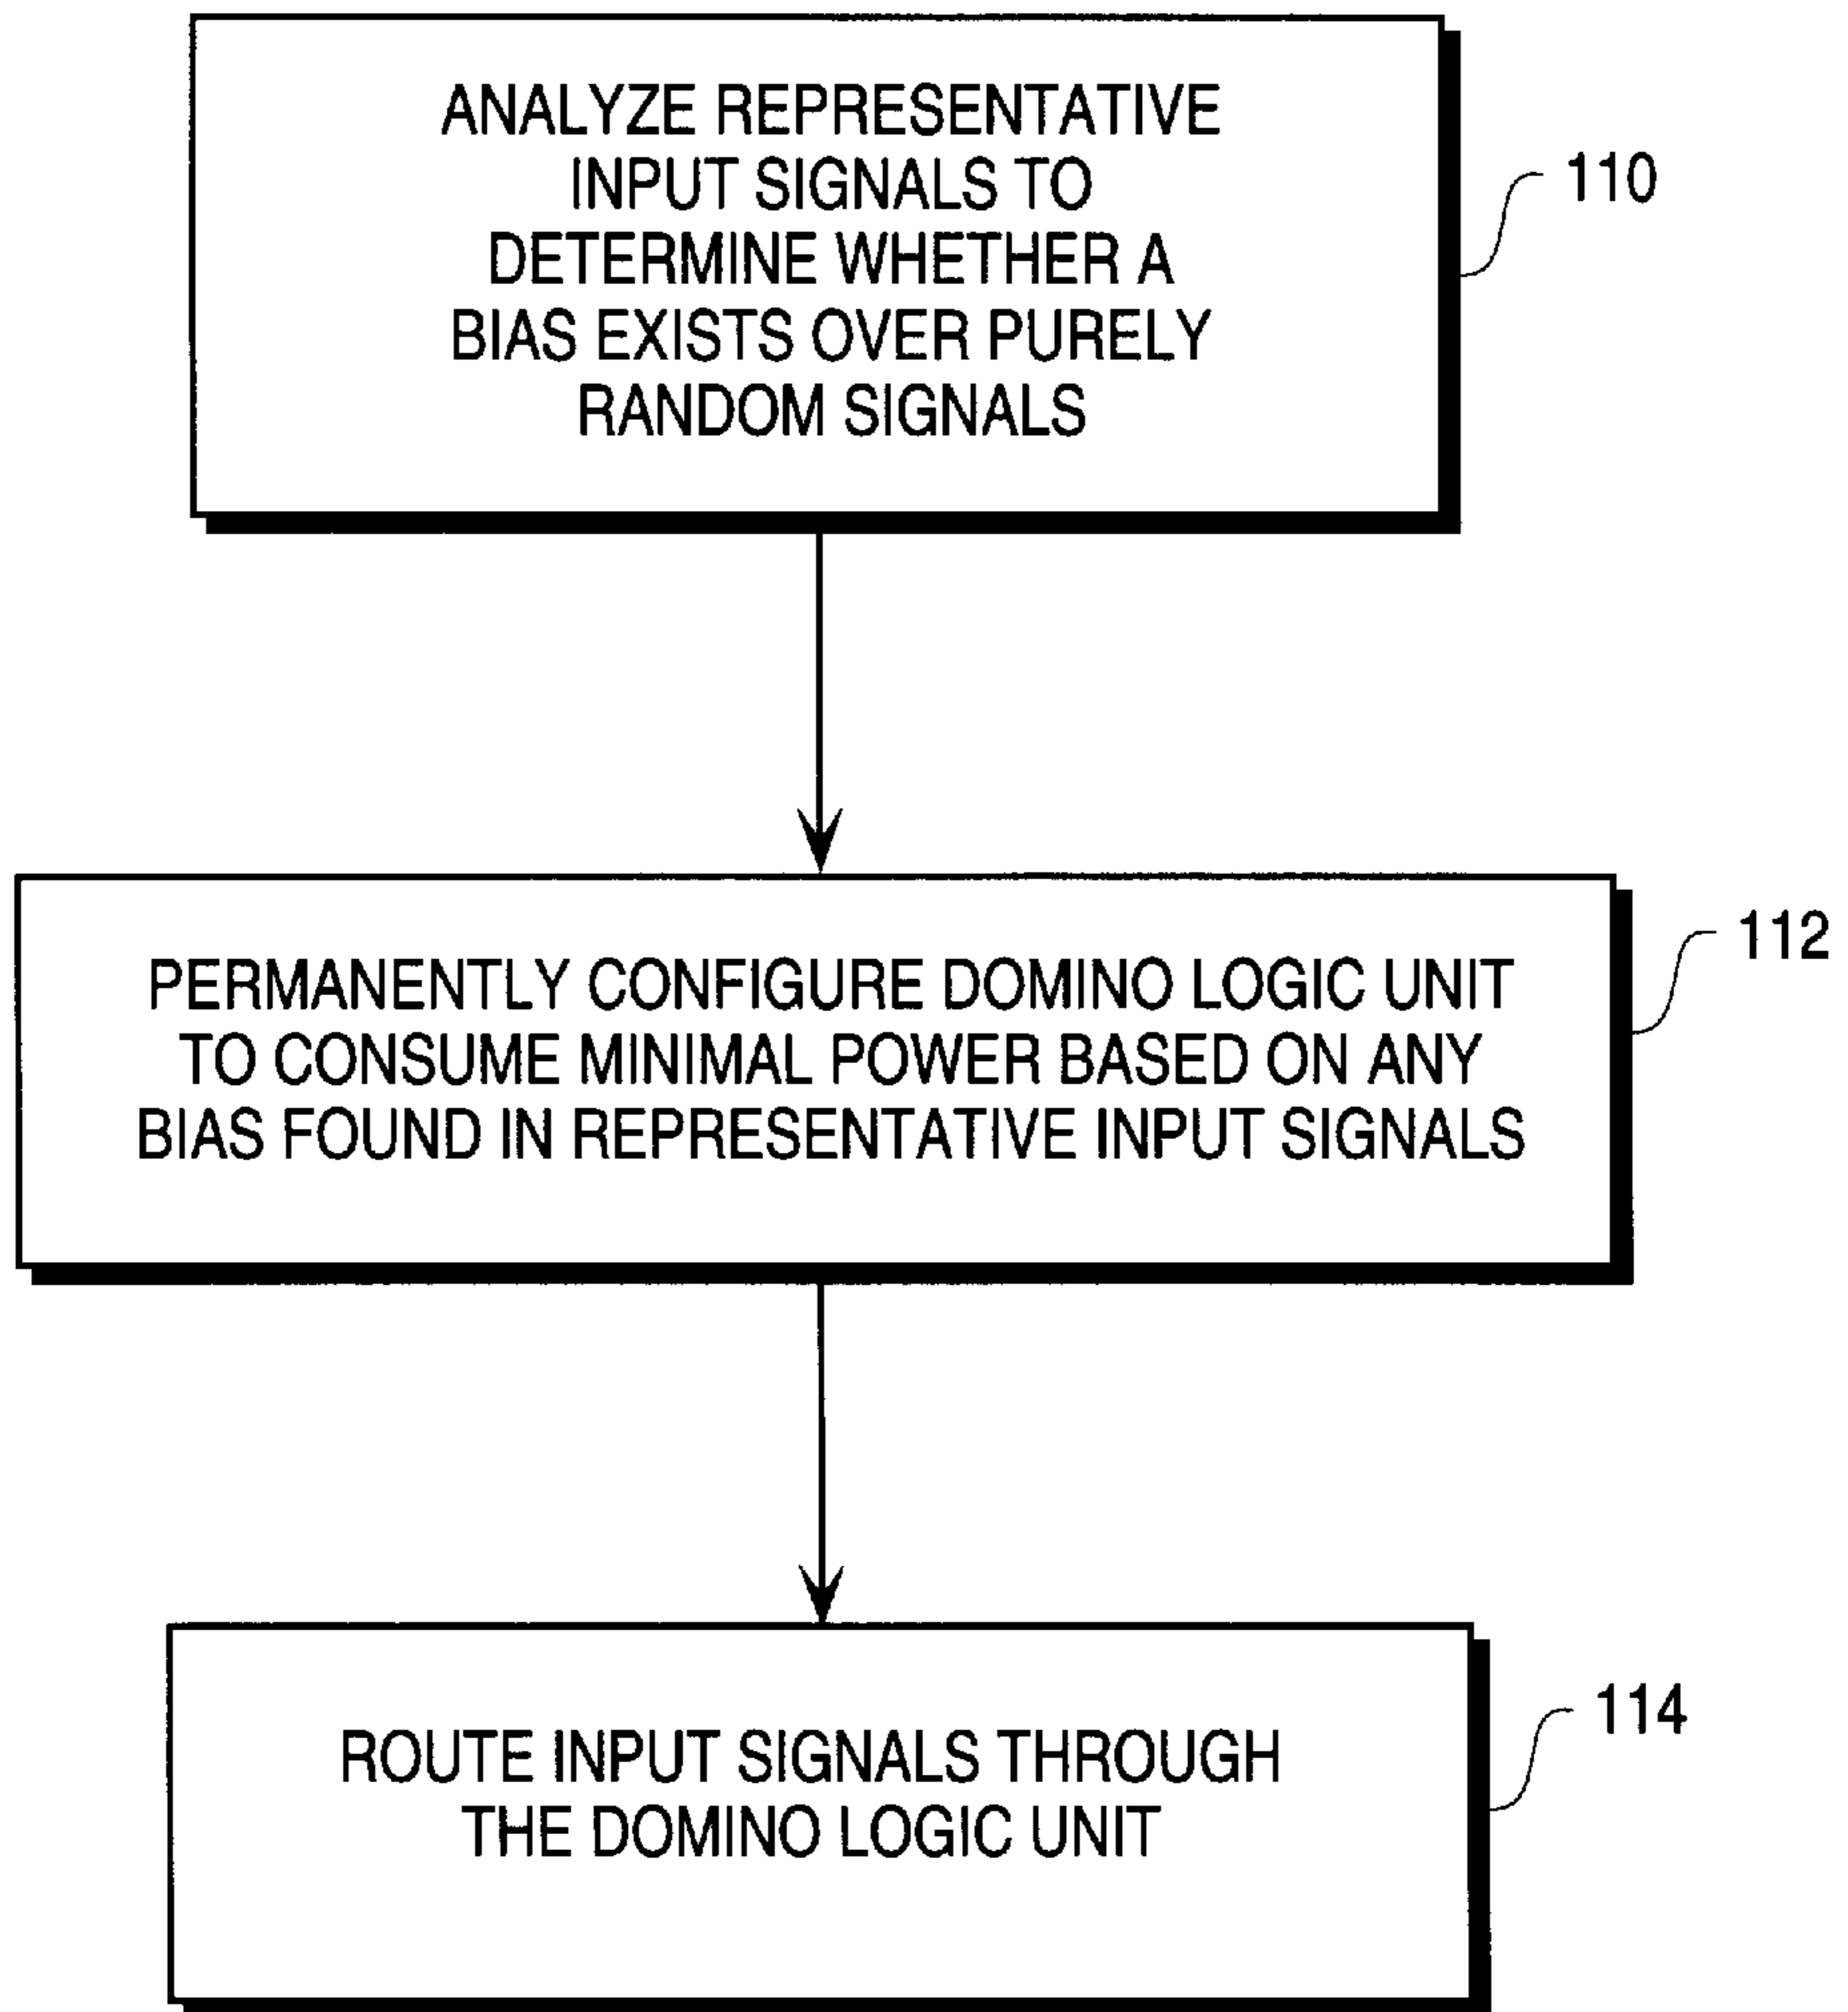 ANALYZE REPRESENTATIVE
INPUT SIGNALS TO
DETERMINE WHETHER A
BIAS EXISTS OVER PURELY
RANDOM SIGNALS
110
PERMANENTLY CONFIGURE DOMINO LOGIC UNIT
TO CONSUME MINIMAL POWER BASED ON ANY
BIAS FOUND IN REPRESENTATIVE INPUT SIGNALS
112
ROUTE INPUT SIGNALS THROUGH
THE DOMINO LOGIC UNIT
114